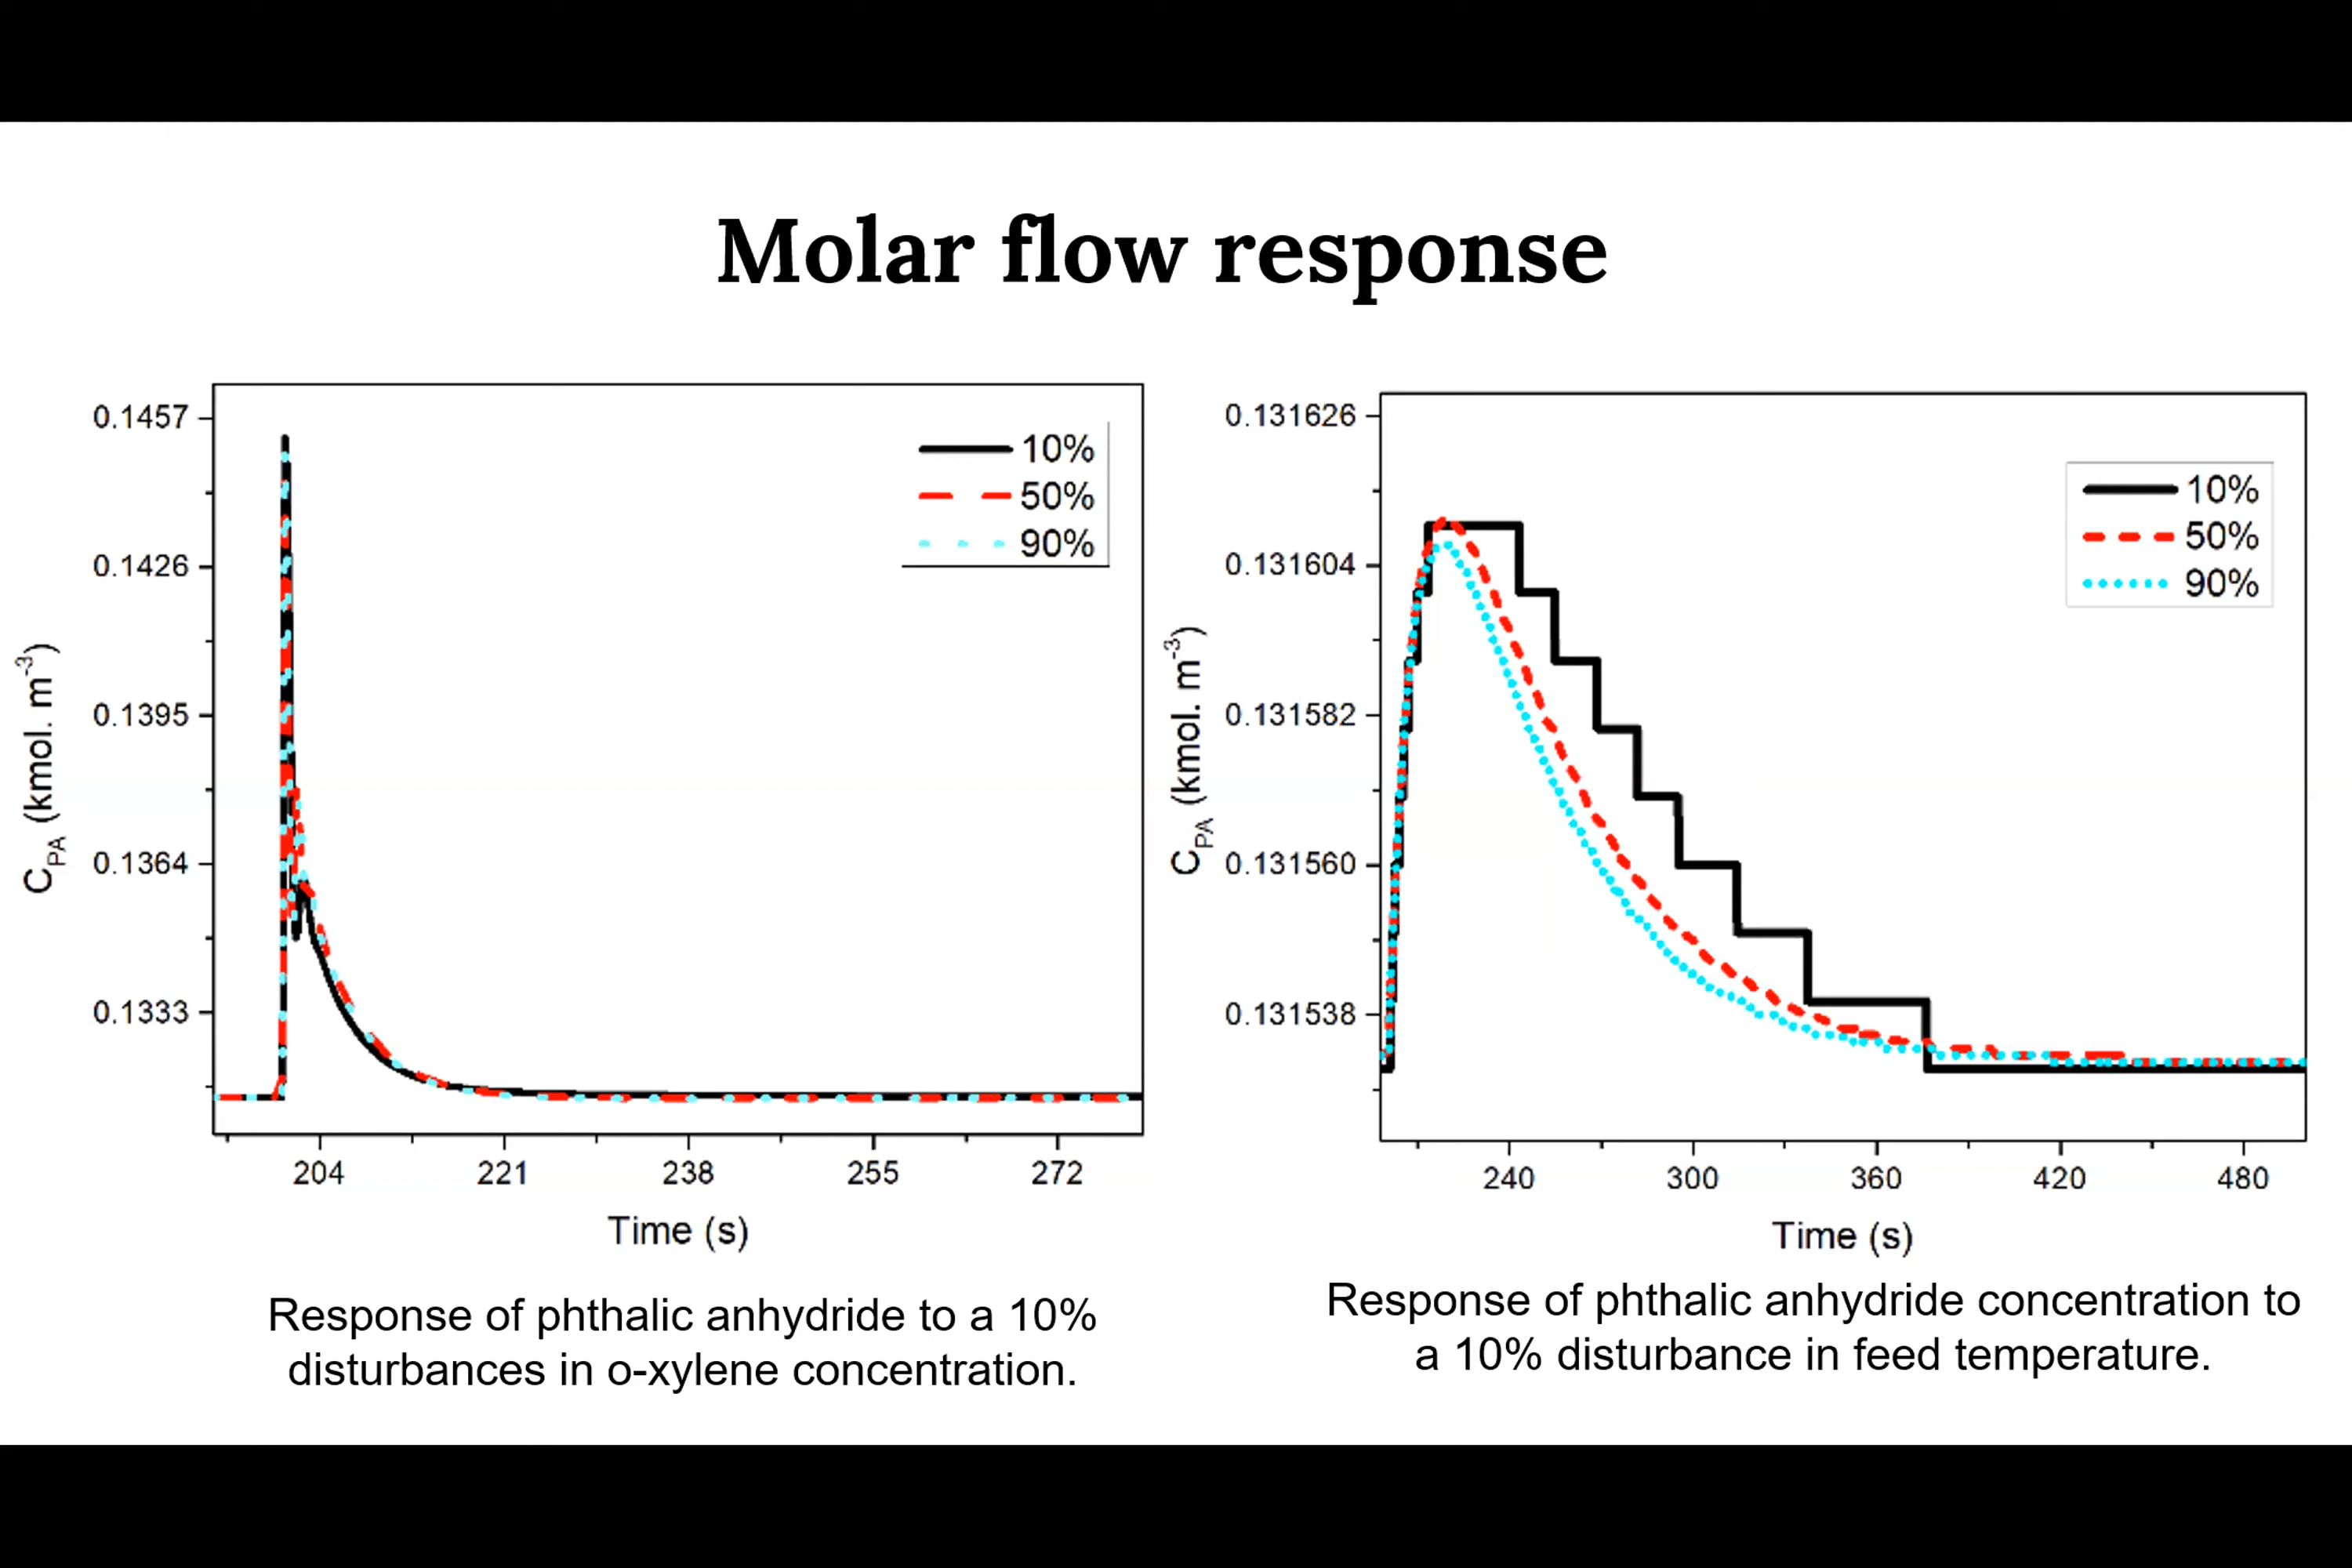 Molar flow response
0.1457
0.1426
0.1395
0.1364
0.1333
C_PA (kmol. m^-3)
10%
50%
90%
204 221 238 255 272
Time (s)
Response of phthalic anhydride to a 10%
disturbances in o-xylene concentration.
0.131626
0.131604
0.131582
0.131560
0.131538
C_PA (kmol. m^-3)
10%
50%
90%
240 300 360 420 480
Time (s)
Response of phthalic anhydride concentration to
a 10% disturbance in feed temperature.